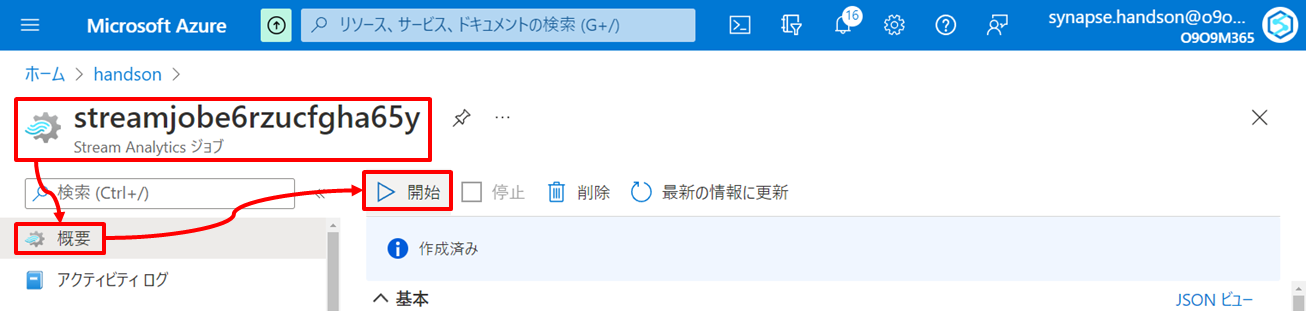 Microsoft Azure
リソース、サービス、ドキュメントの検索 (G+/)
16
synapse.handson@o9o...
O9O9M365
ホーム
handson
streamjobe6rzucfgha65y
Stream Analytics ジョブ
検索 (Ctrl+/)
開始
停止
削除
最新の情報に更新
概要
作成済み
アクティビティ ログ
基本
JSON ビュー